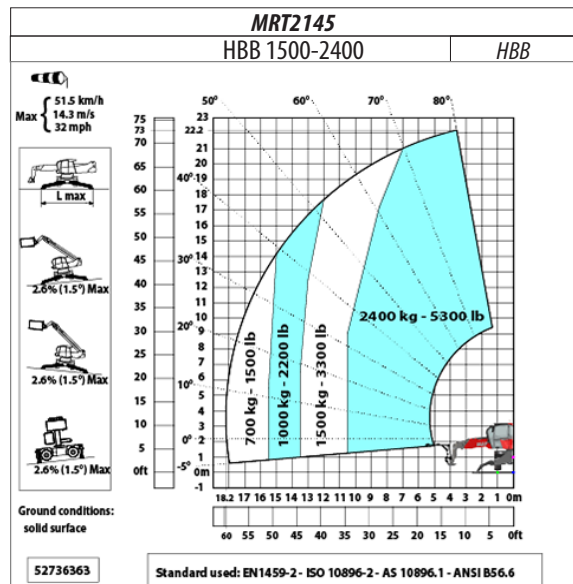 MRT2145
HBB 1500-2400 HBB
Max { 51.5 km/h
14.3 m/s
32 mph
L max
2.6% (1.5°) Max
2.6% (1.5°) Max
2.6% (1.5°) Max
Ground conditions:
solid surface
52736363
75
73
70
65
60
55
50
45
40
35
30
25
20
15
10
5
0ft
23
22.2
21
20
19
18
17
16
15
14
13
12
11
10
9
8
7
6
5
4
3
2
1
0m
-1
50°
60°
70°
80°
40°
30°
20°
10°
0°
-5°
700 kg - 1500 lb
1000 kg - 2200 lb
1500 kg - 3300 lb
2400 kg - 5300 lb
18.2 17 16 15 14 13 12 11 10 9 8 7 6 5 4 3 2 1 0m
60 55 50 45 40 35 30 25 20 15 10 5 0ft
Standard used: EN1459-2 - ISO 10896-2 - AS 10896.1 - ANSI B56.6